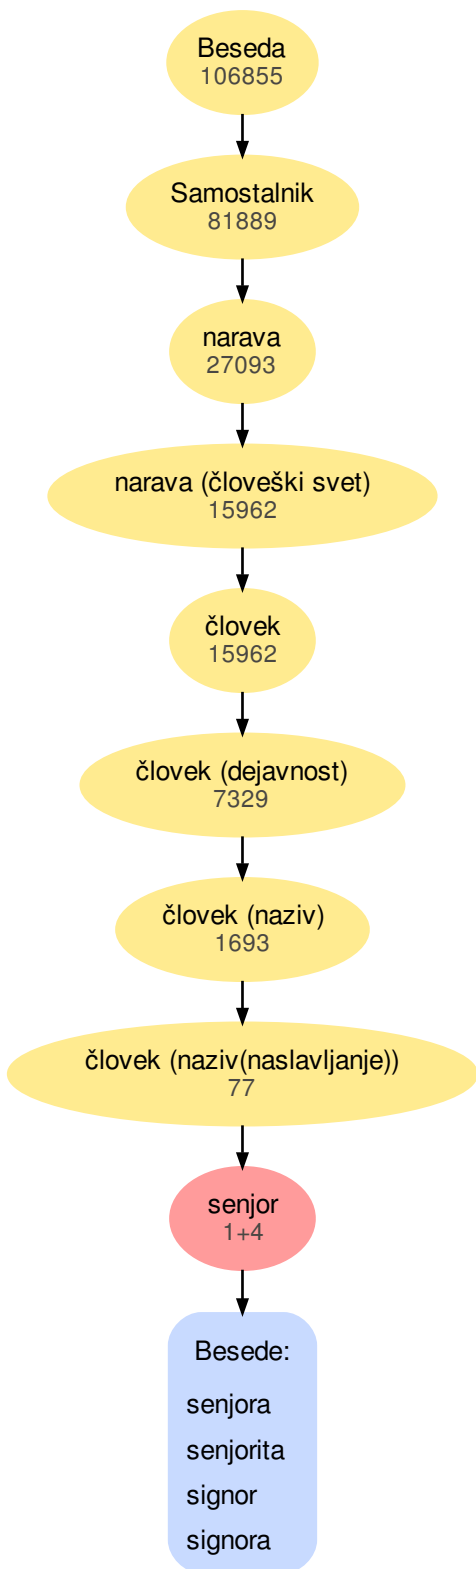 Beseda
106855
Samostalnik
81889
narava
27093
narava (človeški svet)
15962
človek
15962
človek (dejavnost)
7329
človek (naziv)
1693
človek (naziv(naslavljanje))
77
senjor
1+4
Besede:
senjora
senjorita
signor
signora